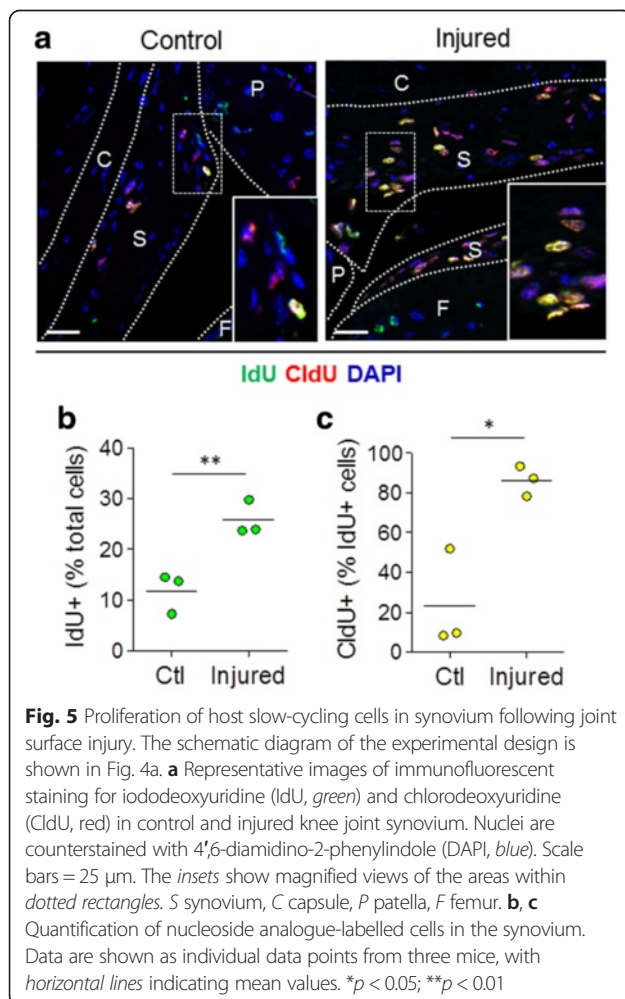 a
Control
Injured
P
C
S
F
C
S
S
P
F
IdU CldU DAPI
b
IdU+ (% total cells)
40
30
20
10
0
**
Ctl
Injured
c
CldU+ (% IdU+ cells)
100
80
60
40
20
0
*
Ctl
Injured
Fig. 5 Proliferation of host slow-cycling cells in synovium following joint
surface injury. The schematic diagram of the experimental design is
shown in Fig. 4a. a Representative images of immunofluorescent
staining for iododeoxyuridine (IdU, green) and chlorodeoxyuridine
(CldU, red) in control and injured knee joint synovium. Nuclei are
counterstained with 4′,6-diamidino-2-phenylindole (DAPI, blue). Scale
bars = 25 μm. The insets show magnified views of the areas within
dotted rectangles. S synovium, C capsule, P patella, F femur. b, c
Quantification of nucleoside analogue-labelled cells in the synovium.
Data are shown as individual data points from three mice, with
horizontal lines indicating mean values. *p < 0.05; **p < 0.01